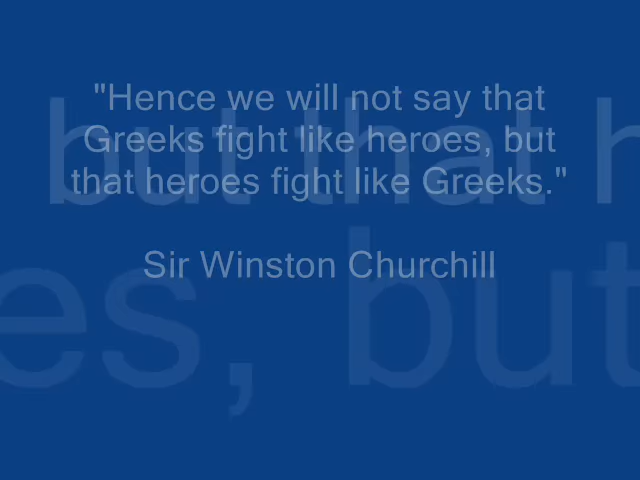 "Hence we will not say that
Greeks fight like heroes, but
that heroes fight like Greeks."
Sir Winston Churchill
but that h
es, but